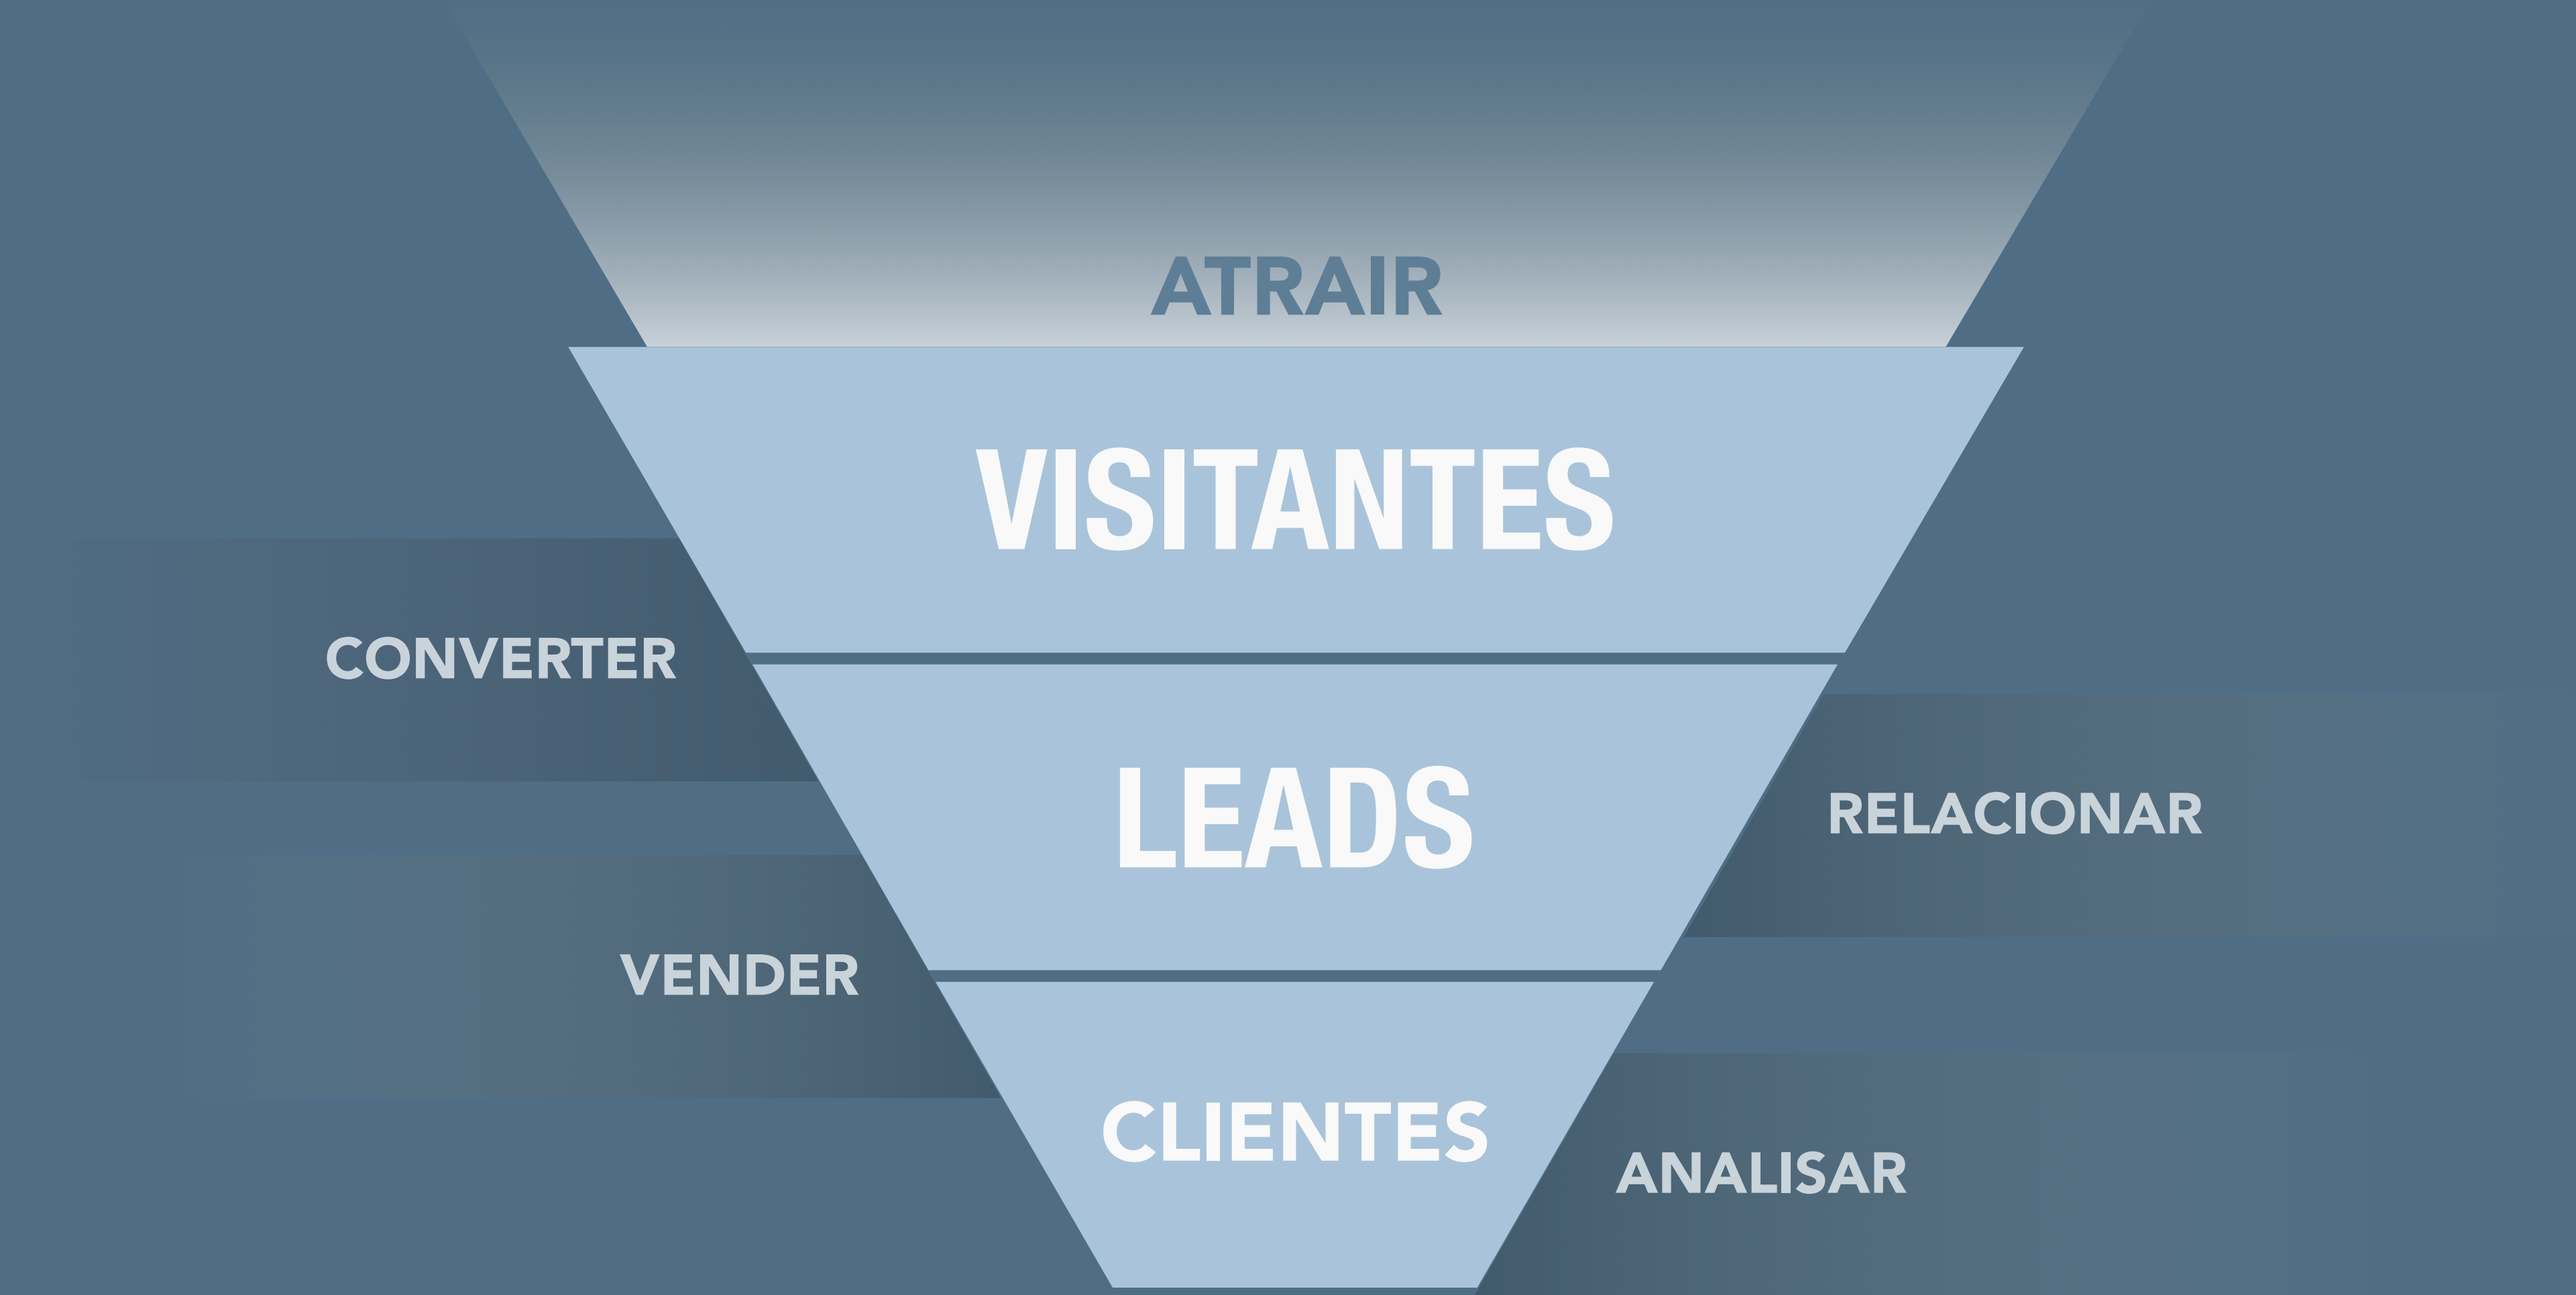 ATRAIR
VISITANTES
CONVERTER
LEADS
RELACIONAR
VENDER
CLIENTES
ANALISAR